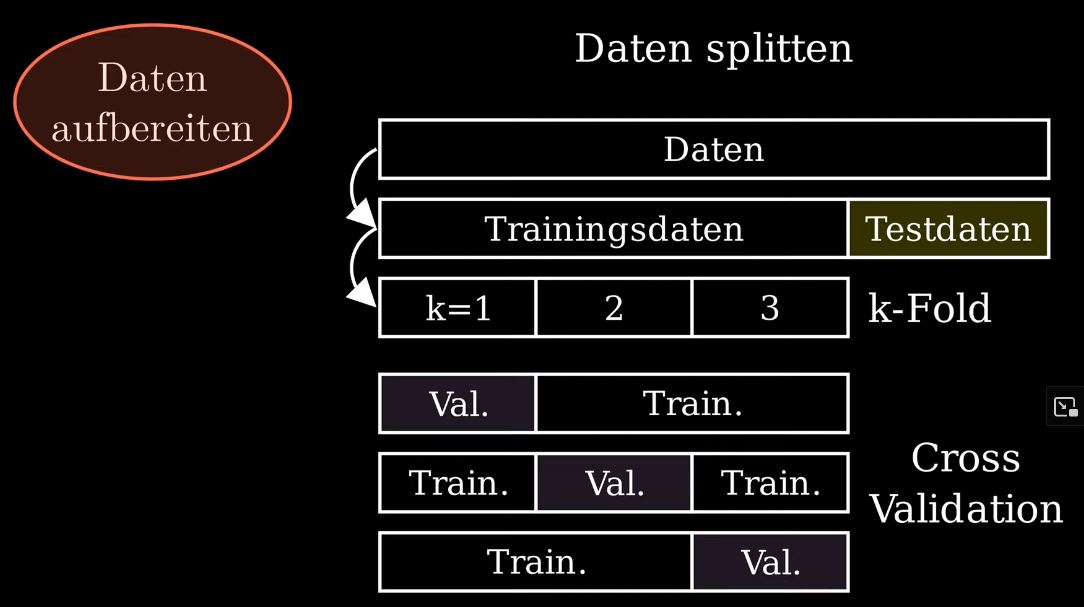 Daten
aufbereiten
Daten splitten
Daten
Trainingsdaten Testdaten
k=1 2 3 k-Fold
Val. Train.
Train. Val. Train.
Train. Val.
Cross
Validation